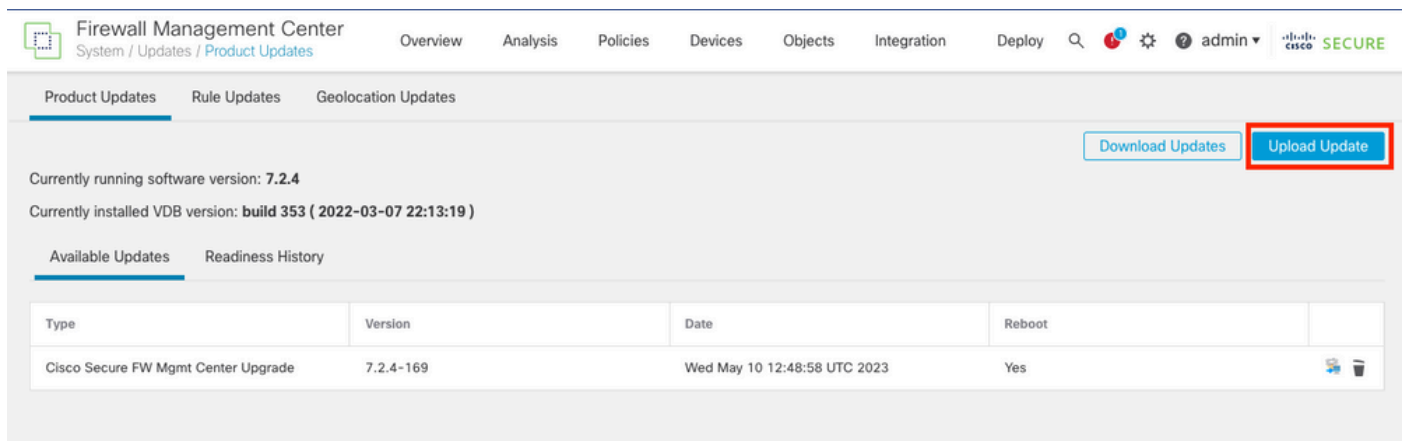 Firewall Management Center
System / Updates / Product Updates
Overview Analysis Policies Devices Objects Integration Deploy 1 admin cisco SECURE
Product Updates Rule Updates Geolocation Updates
Download Updates Upload Update
Currently running software version: 7.2.4
Currently installed VDB version: build 353 ( 2022-03-07 22:13:19 )
Available Updates Readiness History
Type Version Date Reboot
Cisco Secure FW Mgmt Center Upgrade 7.2.4-169 Wed May 10 12:48:58 UTC 2023 Yes